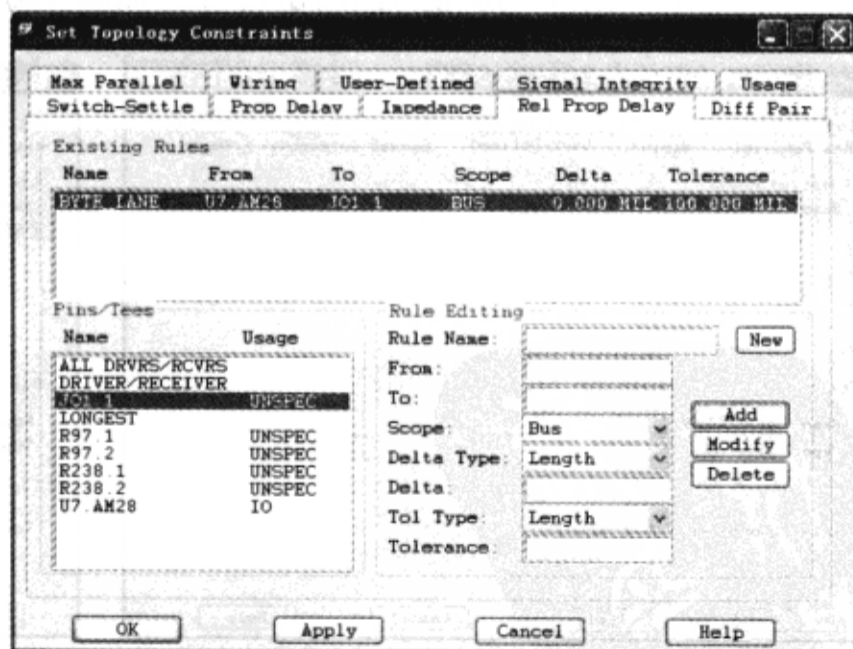 Set Topology Constraints
Max Parallel Wiring User-Defined Signal Integrity Usage
Switch-Settle Prop Delay Impedance Rel Prop Delay Diff Pair
Existing Rules
Name From To Scope Delta Tolerance
BYTE_LANE U7.AM28 JO1.1 BUS 0.000 MIL 100.000 MIL
Pins/Tees
Name Usage
ALL DRVRS/RCVRS
DRIVER/RECEIVER
JO1.1 UNSPEC
LONGEST
R97.1 UNSPEC
R97.2 UNSPEC
R238.1 UNSPEC
R238.2 UNSPEC
U7.AM28 IO
Rule Editing
Rule Name: New
From:
To:
Scope: Bus
Delta Type: Length
Delta:
Tol Type: Length
Tolerance:
Add
Modify
Delete
OK Apply Cancel Help